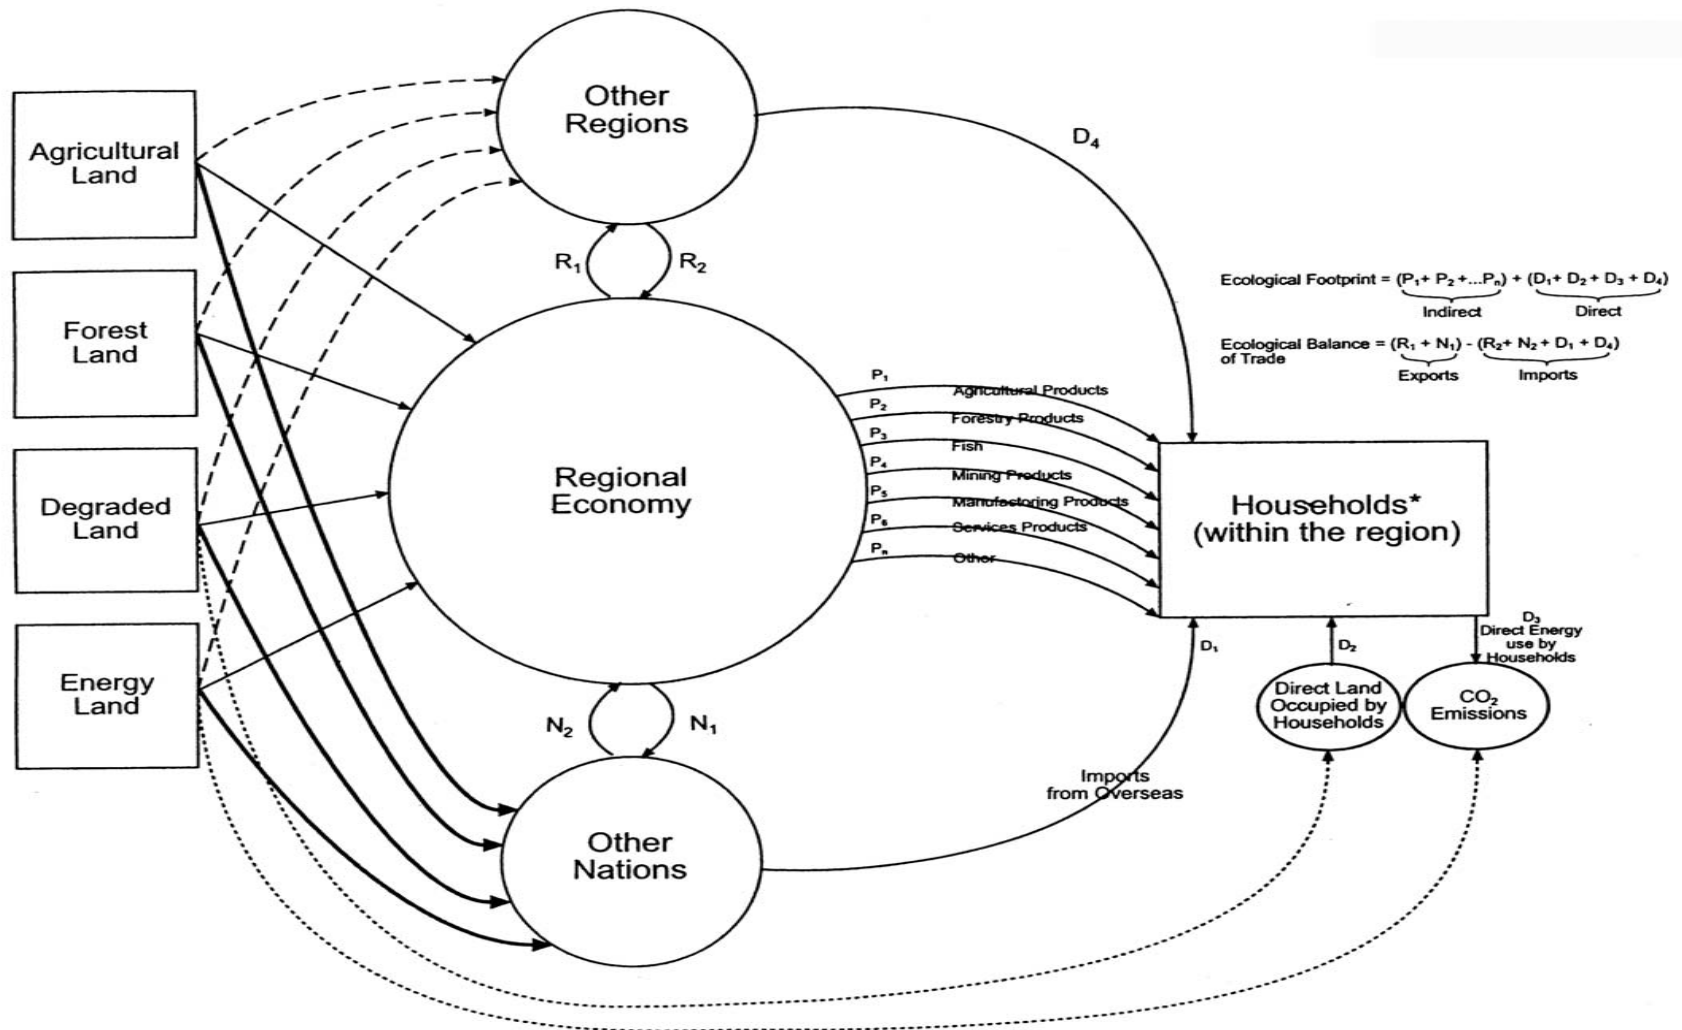 Other
Regions
Agricultural
Land
D₄
R₁
R₂
Ecological Footprint = (P₁+ P₂ +...Pₙ) + (D₁+ D₂ + D₃ + D₄)
Indirect
Direct
Forest
Land
Ecological Balance = (R₁ + N₁) - (R₂+ N₂ + D₁ + D₄)
of Trade
Exports
Imports
P₁
Agricultural Products
P₂
Forestry Products
P₃
Fish
P₄
Mining Products
P₅
Manufactoring Products
P₆
Services Products
Pₙ
Other
Regional
Economy
Households*
(within the region)
Degraded
Land
D₁
D₂
D₃
Direct Energy
use by
Households
Energy
Land
Direct Land
Occupied by
Households
CO₂
Emissions
N₂
N₁
Imports
from Overseas
Other
Nations